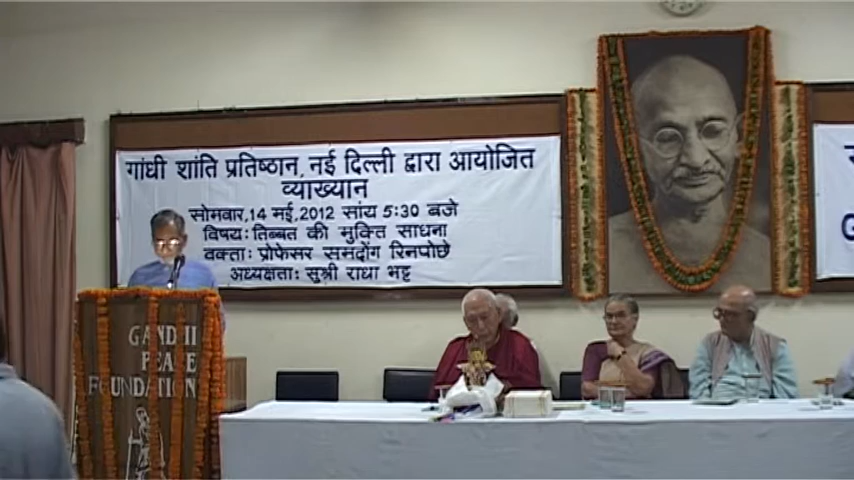 गांधी शांति प्रतिष्ठान, नई दिल्ली द्वारा आयोजित
व्याख्यान
सोमवार,14 मई,2012 सांय 5:30 बजे
विषय: तिब्बत की मुक्ति साधना
वक्ता: प्रोफेसर समदोंग रिनपोछे
अध्यक्षता: सुश्री राधा भट्ट
GANDHI
PEACE
FOUNDATION